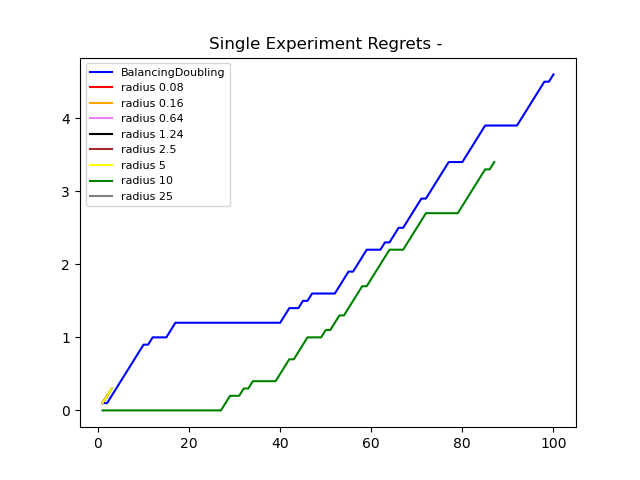 Single Experiment Regrets -
BalancingDoubling
radius 0.08
radius 0.16
radius 0.64
radius 1.24
radius 2.5
radius 5
radius 10
radius 25
4
3
2
1
0
0 20 40 60 80 100